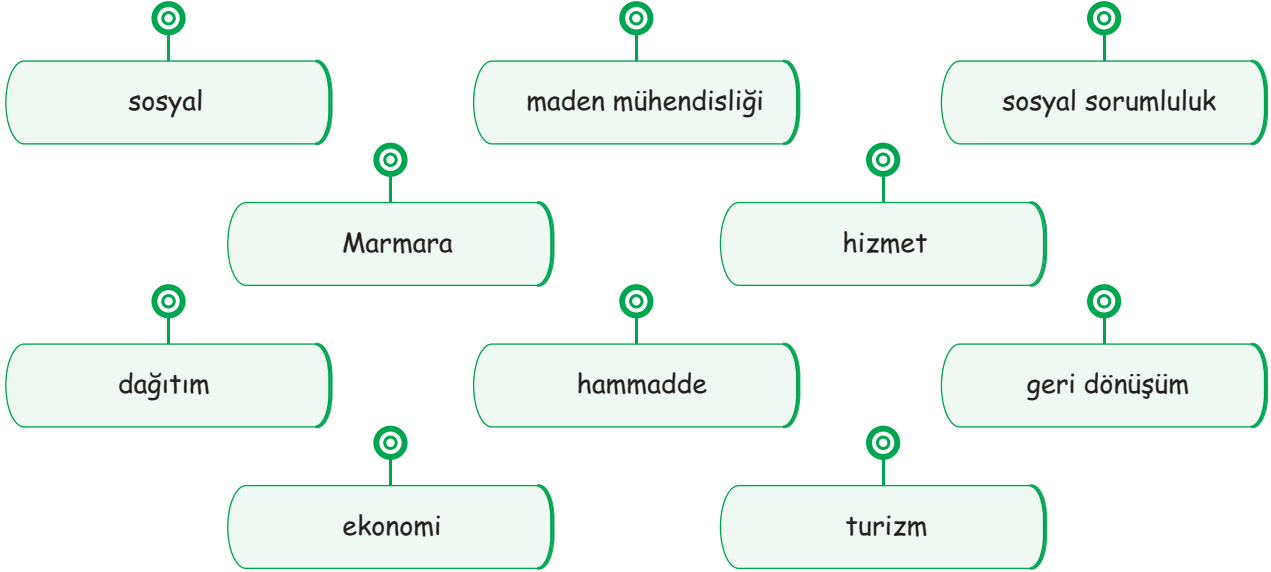 sosyal
maden mühendisliği
sosyal sorumluluk
Marmara
hizmet
dağıtım
hammadde
geri dönüşüm
ekonomi
turizm